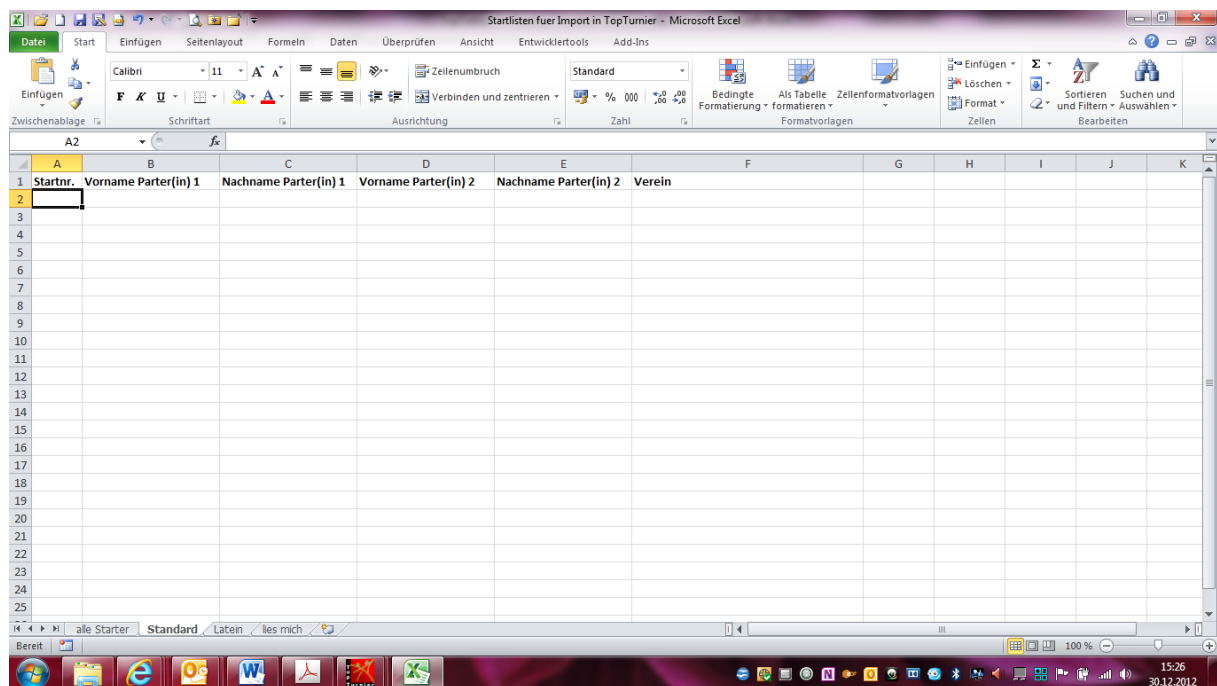 Startlisten fuer Import in TopTurnier - Microsoft Excel
Datei Start Einfügen Seitenlayout Formeln Daten Überprüfen Ansicht Entwicklertools Add-Ins
Calibri 11 A A Zeilenumbruch Standard Einfügen Σ
Einfügen F K U A Verbinden und zentrieren % 000 Bedingte Formatierung Als Tabelle formatieren Zellenformatvorlagen Löschen Format Sortieren und Filtern Suchen und Auswählen
Zwischenablage Schriftart Ausrichtung Zahl Formatvorlagen Zellen Bearbeiten
A2 fx
A B C D E F G H I J K
1 Startnr. Vorname Parter(in) 1 Nachname Parter(in) 1 Vorname Parter(in) 2 Nachname Parter(in) 2 Verein
2
3
4
5
6
7
8
9
10
11
12
13
14
15
16
17
18
19
20
21
22
23
24
25
alle Starter Standard Latein lies mich
Bereit 100 %
15:26
30.12.2012